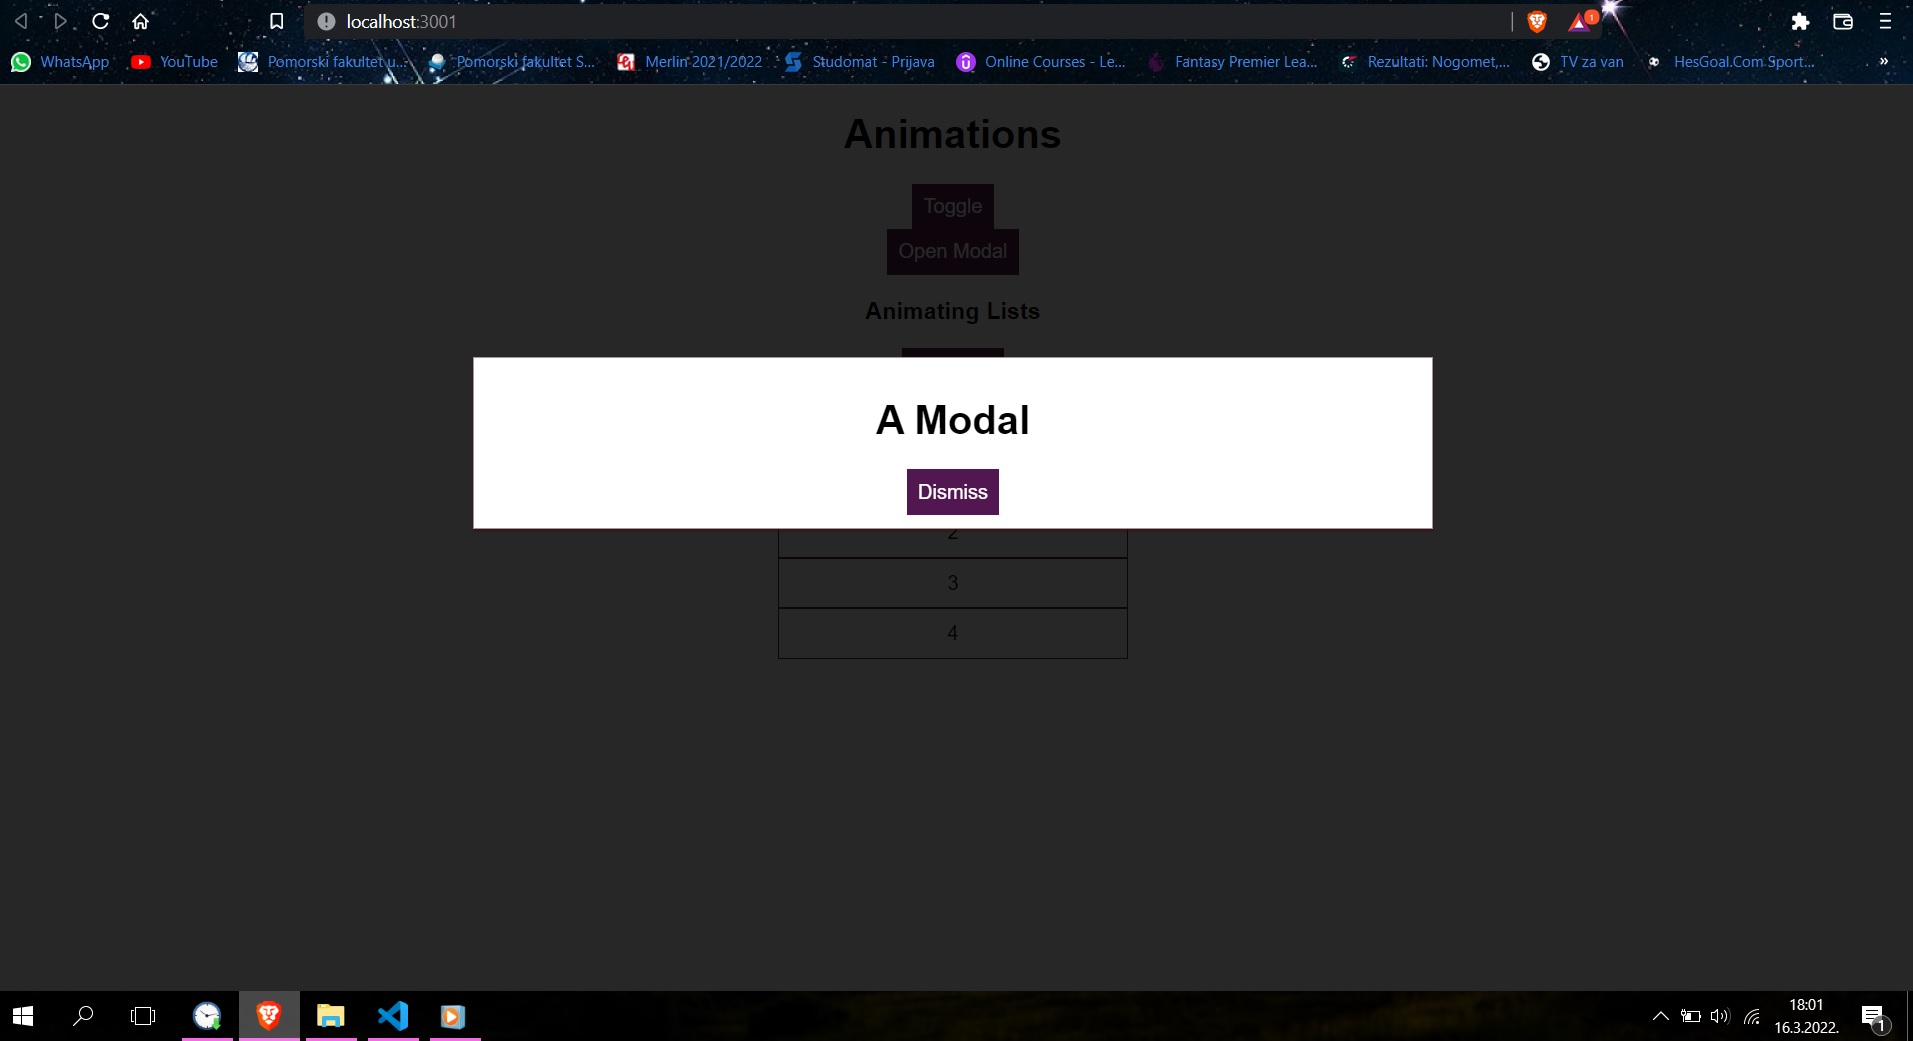 localhost:3001
1
WhatsApp YouTube Pomorski fakultet u... Pomorski fakultet S... Merlin 2021/2022 Studomat - Prijava Online Courses - Le... Fantasy Premier Lea... Rezultati: Nogomet,... TV za van HesGoal.Com Sport... »
Animations
Toggle
Open Modal
Animating Lists
A Modal
Dismiss
2
3
4
18:01
16.3.2022.
1